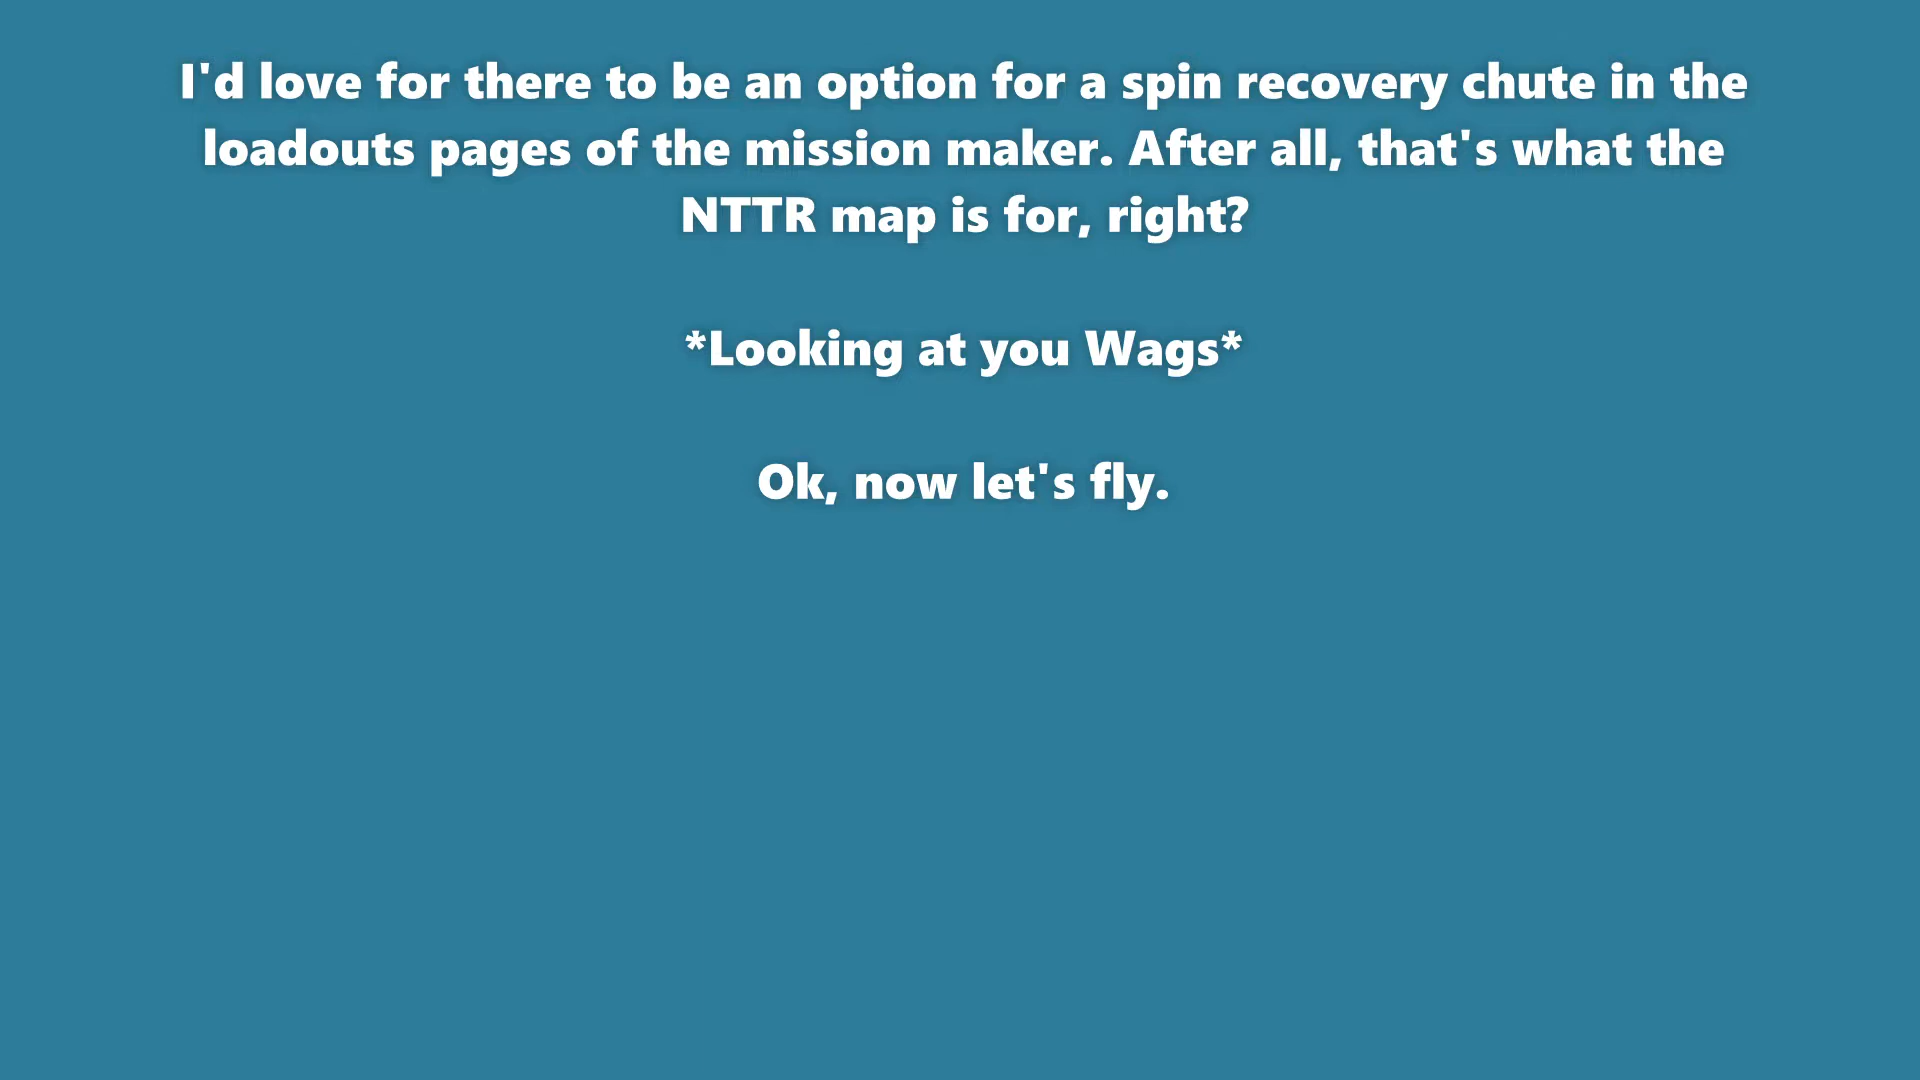 I'd love for there to be an option for a spin recovery chute in the
loadouts pages of the mission maker. After all, that's what the
NTTR map is for, right?
*Looking at you Wags*
Ok, now let's fly.